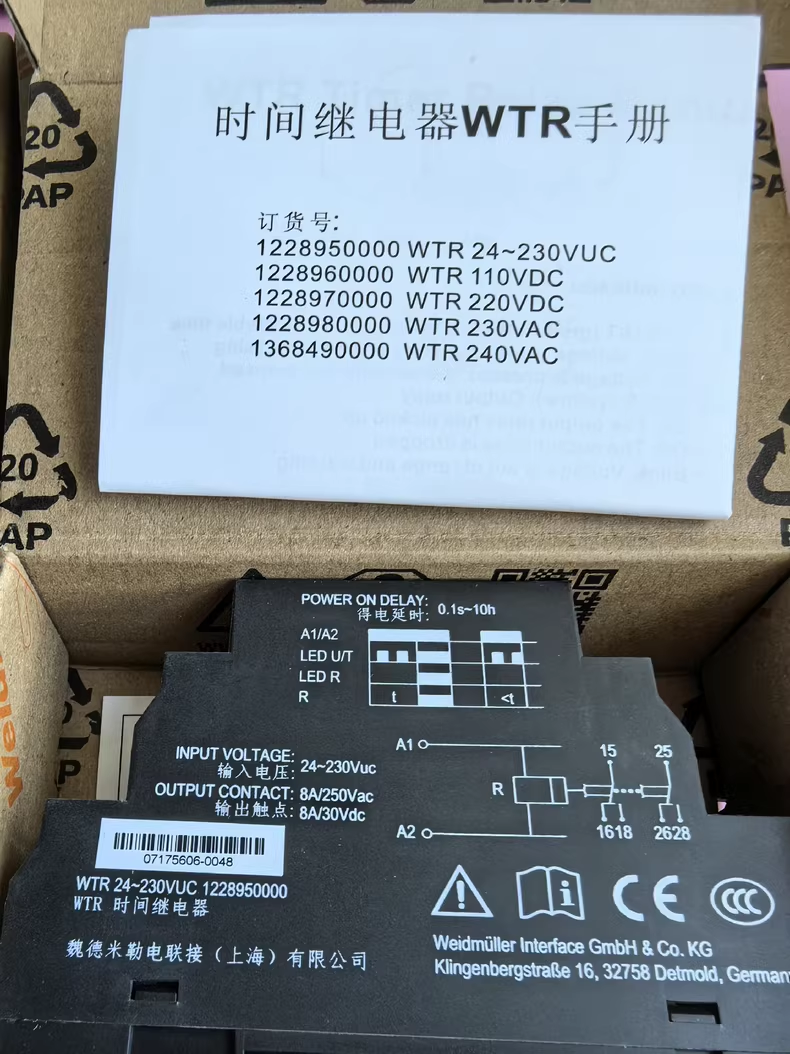 时间继电器WTR手册
订货号:
1228950000 WTR 24~230VUC
1228960000 WTR 110VDC
1228970000 WTR 220VDC
1228980000 WTR 230VAC
1368490000 WTR 240VAC
20
PAP
20
PAP
POWER ON DELAY:
得电延时: 0.1s~10h
A1/A2
LED U/T
LED R
R t <t
INPUT VOLTAGE:
输入电压: 24~230Vuc
OUTPUT CONTACT: 8A/250Vac
输出触点: 8A/30Vdc
A1
15 25
R
A2
1618 2628
07175606-0048
WTR 24~230VUC 1228950000
WTR 时间继电器
魏德米勒电联接（上海）有限公司
i
CE
CCC
Weidmüller Interface GmbH & Co. KG
Klingenbergstraße 16, 32758 Detmold, German